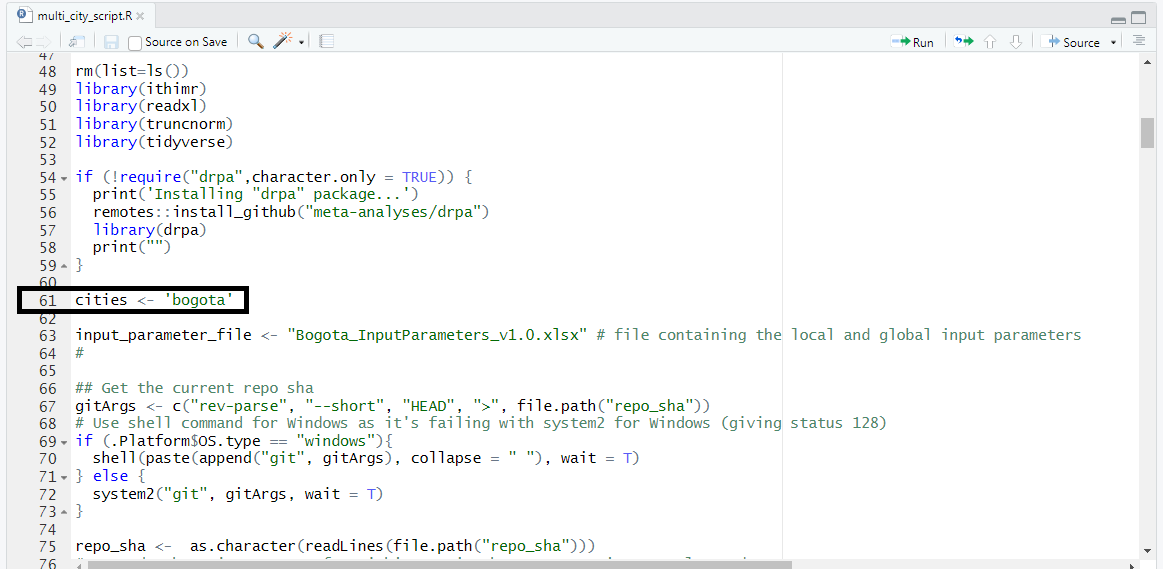 multi_city_script.R
Source on Save
Run
Source
47
48 rm(list=ls())
49 library(ithimr)
50 library(readxl)
51 library(truncnorm)
52 library(tidyverse)
53
54 if (!require("drpa",character.only = TRUE)) {
55   print('Installing "drpa" package...')
56   remotes::install_github("meta-analyses/drpa")
57   library(drpa)
58   print("")
59 }
60
61 cities <- 'bogota'
62
63 input_parameter_file <- "Bogota_InputParameters_v1.0.xlsx" # file containing the local and global input parameters
64 #
65
66 ## Get the current repo sha
67 gitArgs <- c("rev-parse", "--short", "HEAD", ">", file.path("repo_sha"))
68 # Use shell command for Windows as it's failing with system2 for Windows (giving status 128)
69 if (.Platform$OS.type == "windows"){
70   shell(paste(append("git", gitArgs), collapse = " "), wait = T)
71 } else {
72   system2("git", gitArgs, wait = T)
73 }
74
75 repo_sha <-  as.character(readLines(file.path("repo_sha")))
76